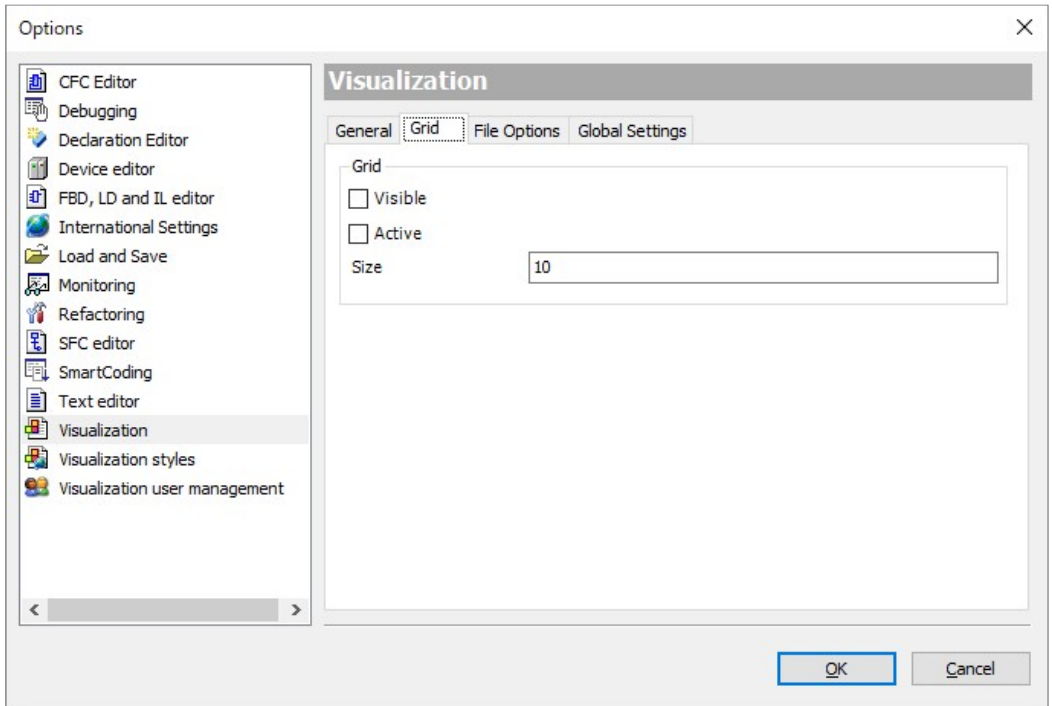 Options
CFC Editor
Debugging
Declaration Editor
Device editor
FBD, LD and IL editor
International Settings
Load and Save
Monitoring
Refactoring
SFC editor
SmartCoding
Text editor
Visualization
Visualization styles
Visualization user management
Visualization
General Grid File Options Global Settings
Grid
Visible
Active
Size 10
OK Cancel